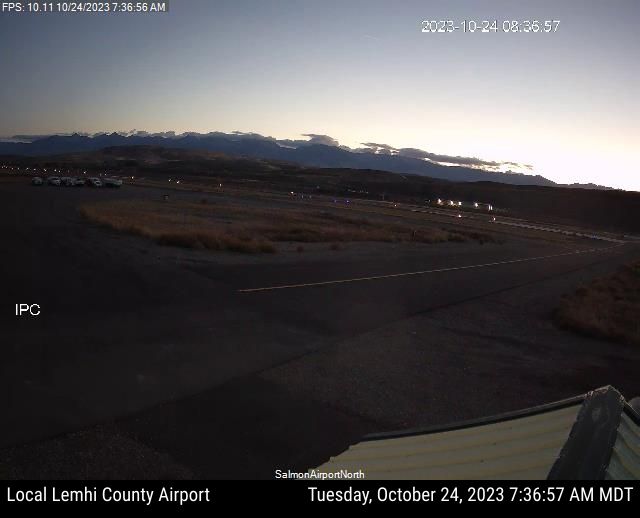 FPS: 10.11 10/24/2023 7:36:56 AM
2023-10-24 08:36:57
IPC
SalmonAirportNorth
Local Lemhi County Airport
Tuesday, October 24, 2023 7:36:57 AM MDT